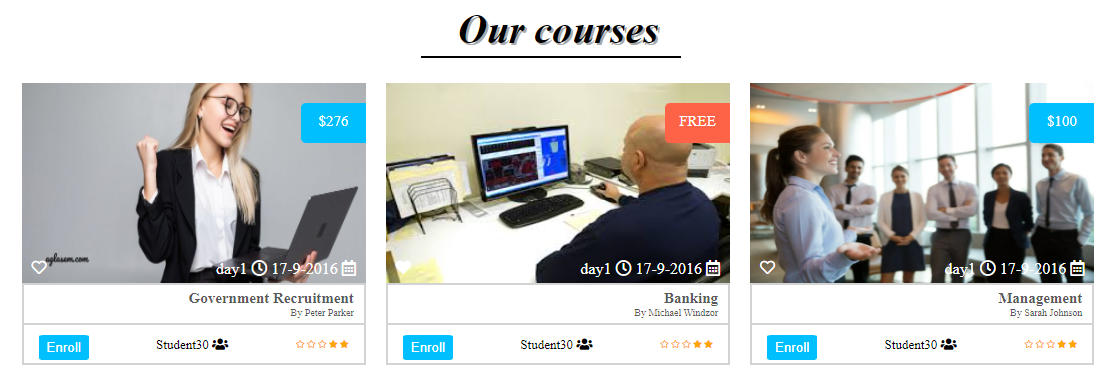 Our courses
$276
aglasem.com
day1 17-9-2016
Government Recruitment
By Peter Parker
Enroll
Student30
FREE
day1 17-9-2016
Banking
By Michael Windzor
Enroll
Student30
$100
day1 17-9-2016
Management
By Sarah Johnson
Enroll
Student30